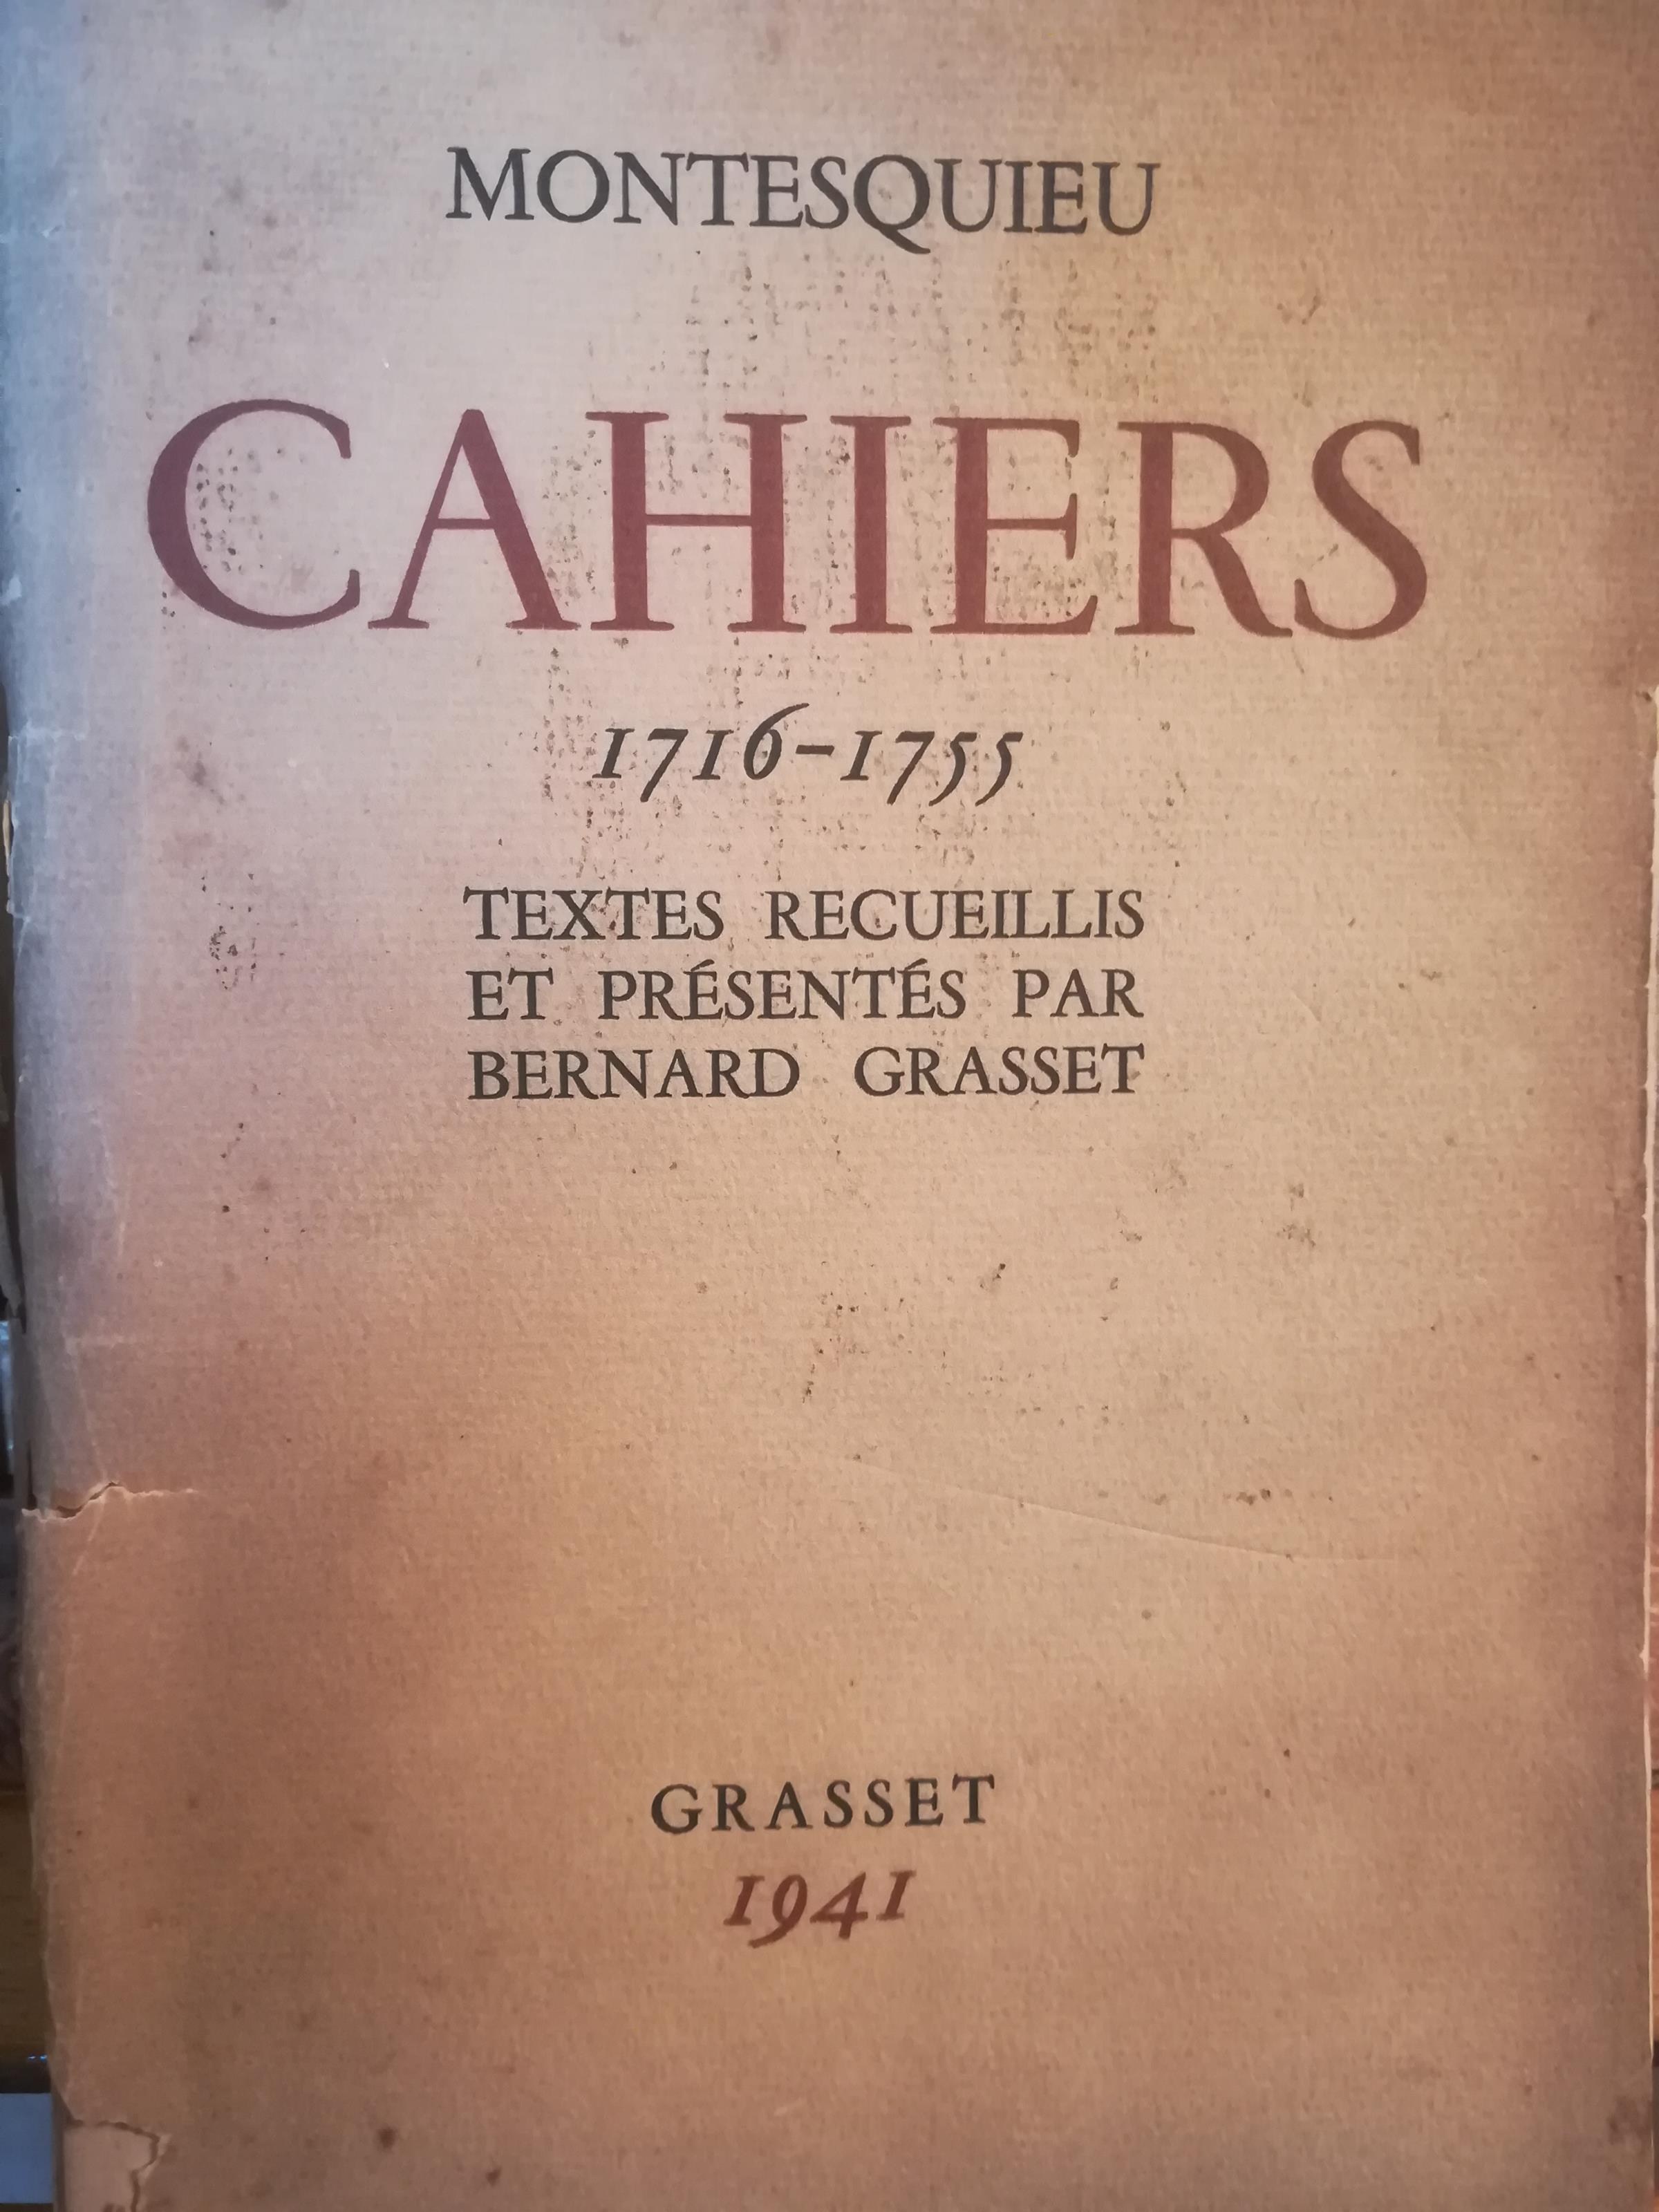 MONTESQUIEU
CAHIERS
1716-1755
TEXTES RECUEILLIS
ET PRÉSENTÉS PAR
BERNARD GRASSET
GRASSET
1941